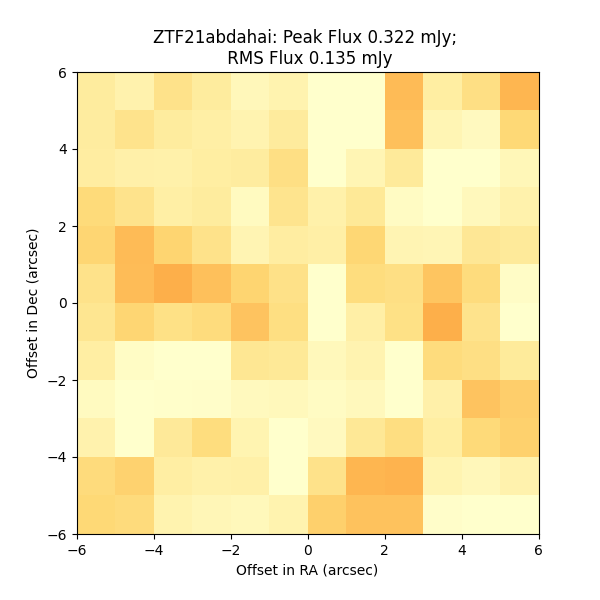 ZTF21abdahai: Peak Flux 0.322 mJy;
RMS Flux 0.135 mJy
6
4
2
0
−2
−4
−6
Offset in Dec (arcsec)
−6 −4 −2 0 2 4 6
Offset in RA (arcsec)